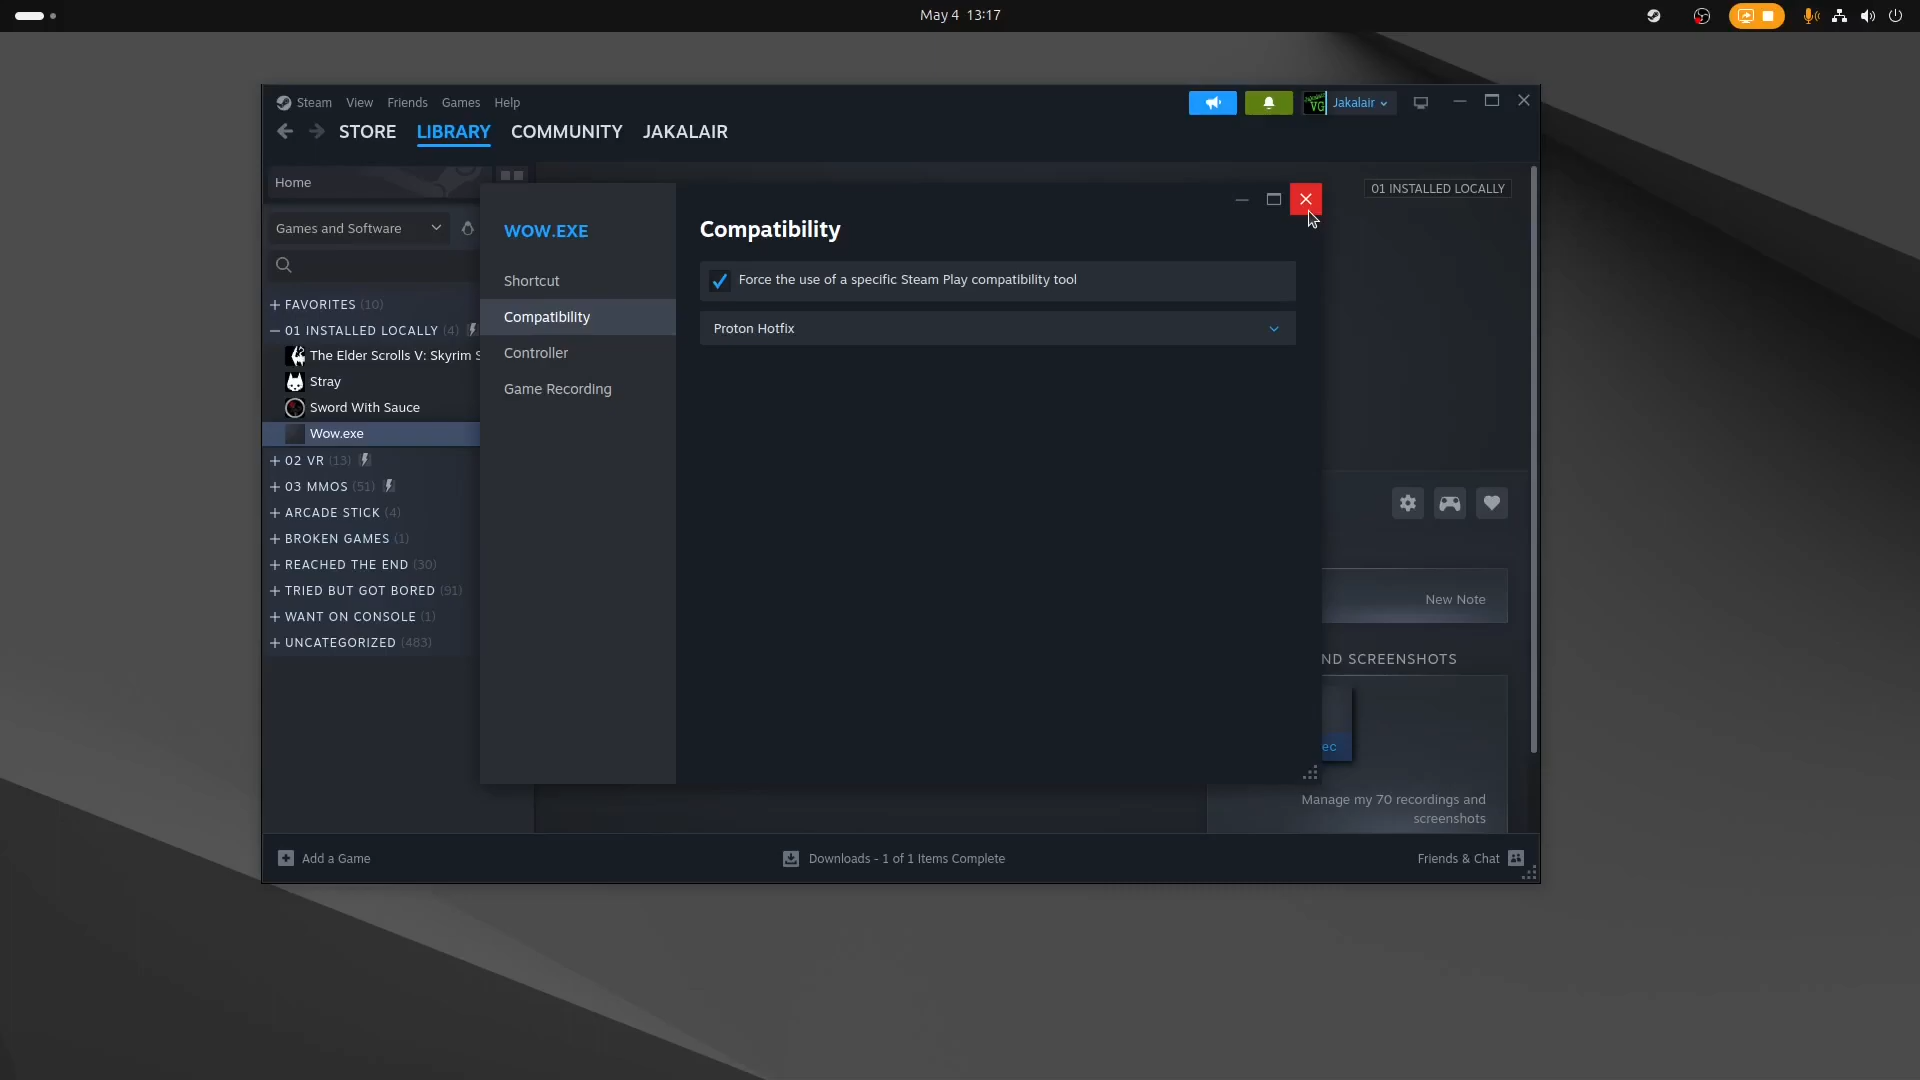 May 4 13:17
Steam View Friends Games Help
Jakalair
STORE LIBRARY COMMUNITY JAKALAIR
Home
01 INSTALLED LOCALLY
Games and Software
WOW.EXE
Shortcut
Compatibility
Controller
Game Recording
Compatibility
Force the use of a specific Steam Play compatibility tool
Proton Hotfix
+ FAVORITES (10)
— 01 INSTALLED LOCALLY (4)
The Elder Scrolls V: Skyrim S
Stray
Sword With Sauce
Wow.exe
+ 02 VR (13)
+ 03 MMOS (51)
+ ARCADE STICK (4)
+ BROKEN GAMES (1)
+ REACHED THE END (30)
+ TRIED BUT GOT BORED (91)
+ WANT ON CONSOLE (1)
+ UNCATEGORIZED (483)
New Note
ND SCREENSHOTS
ec
Manage my 70 recordings and
screenshots
Add a Game
Downloads - 1 of 1 Items Complete
Friends & Chat